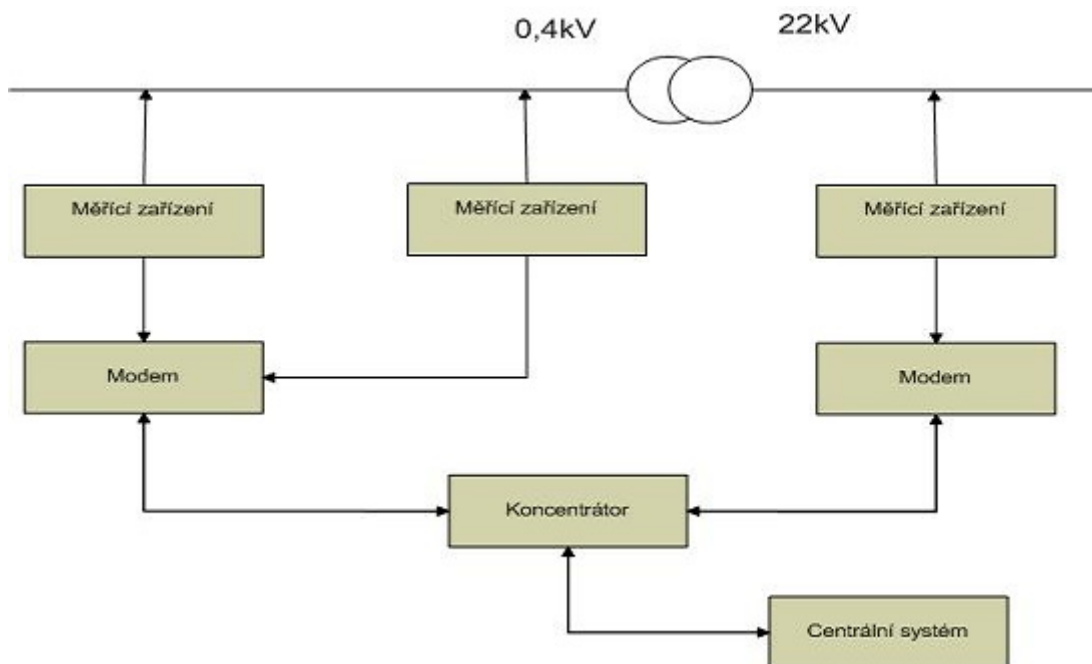 0,4kV
22kV
Měřící zařízení
Měřící zařízení
Měřící zařízení
Modem
Modem
Koncentrátor
Centrální systém